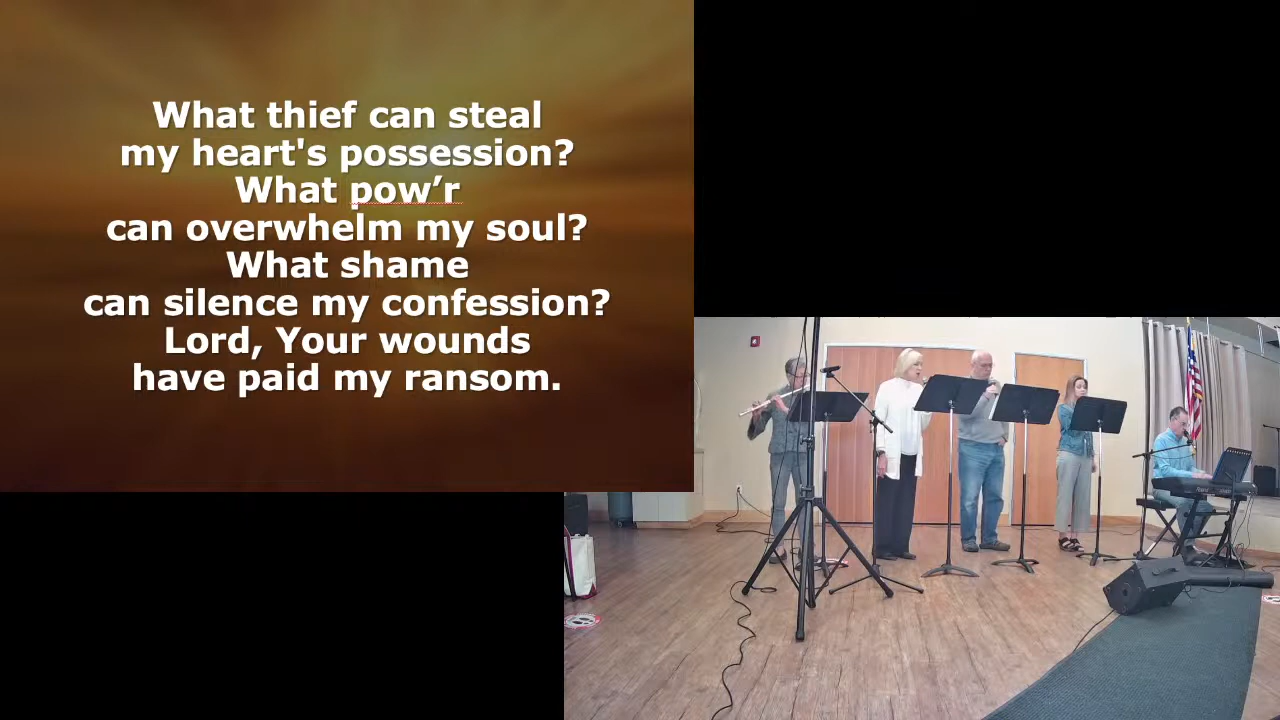 What thief can steal
my heart's possession?
What pow’r
can overwhelm my soul?
What shame
can silence my confession?
Lord, Your wounds
have paid my ransom.